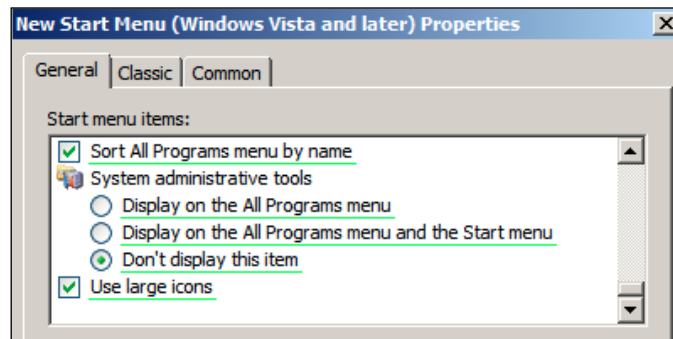 New Start Menu (Windows Vista and later) Properties
General Classic Common
Start menu items:
Sort All Programs menu by name
System administrative tools
Display on the All Programs menu
Display on the All Programs menu and the Start menu
Don't display this item
Use large icons